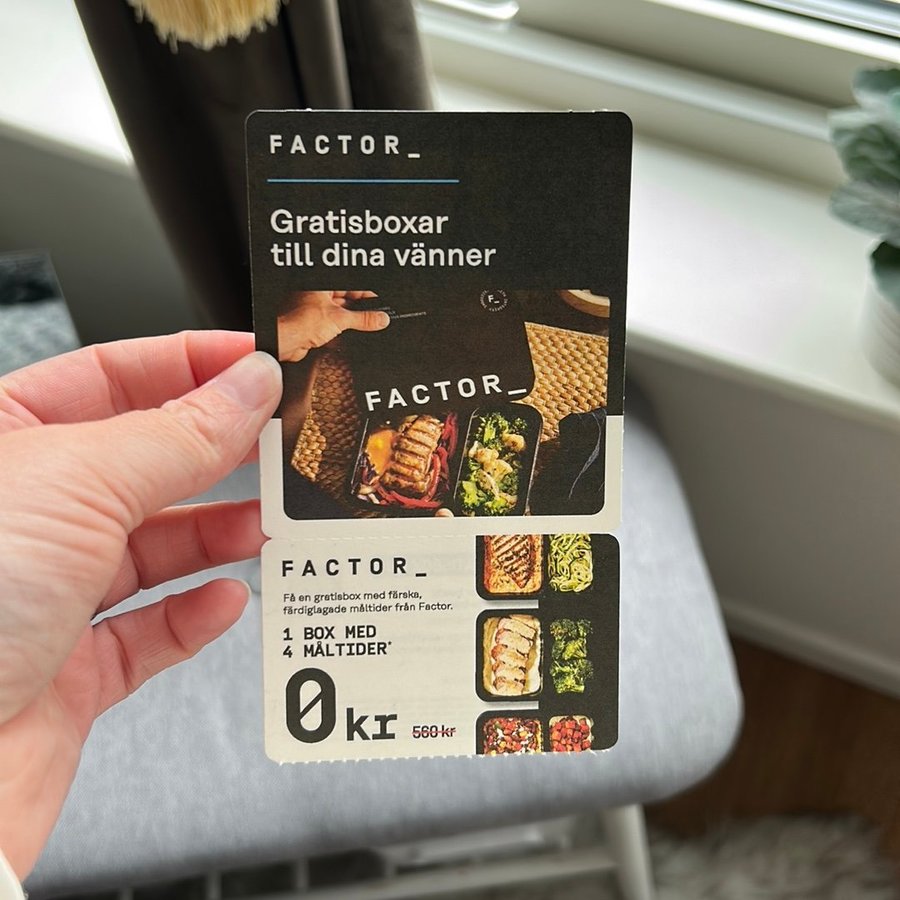 FACTOR_
Gratisboxar
till dina vänner
F_
FACTOR_
FACTOR_
Få en gratisbox med färska,
färdiglagade måltider från Factor.
1 BOX MED
4 MÅLTIDER*
0 kr 560 kr